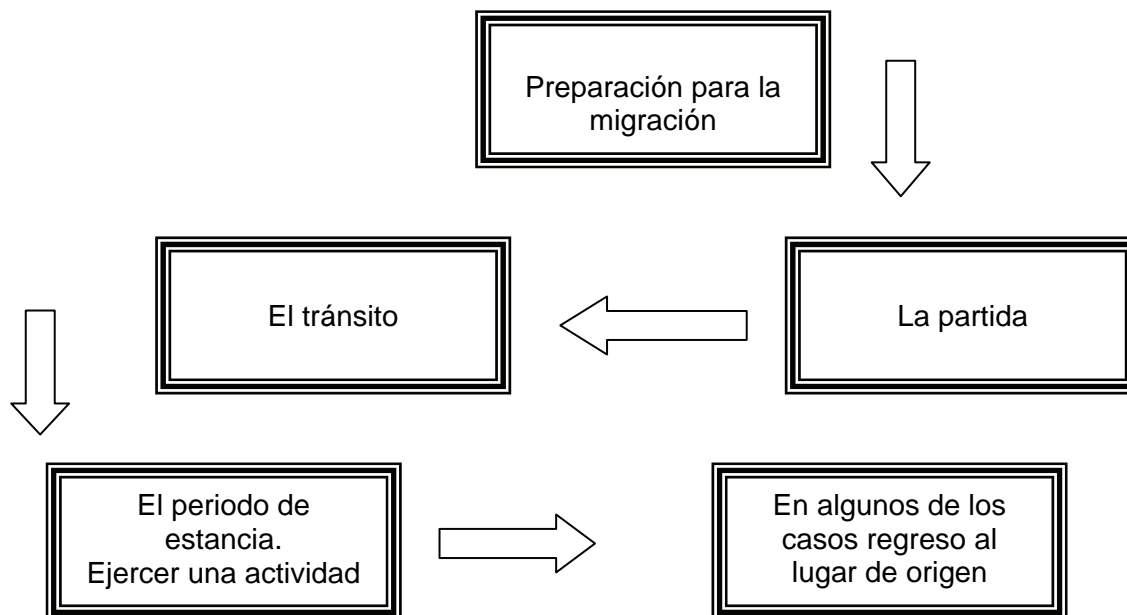 Preparación para la
migración
La partida
El tránsito
El periodo de
estancia.
Ejercer una actividad
En algunos de los
casos regreso al
lugar de origen